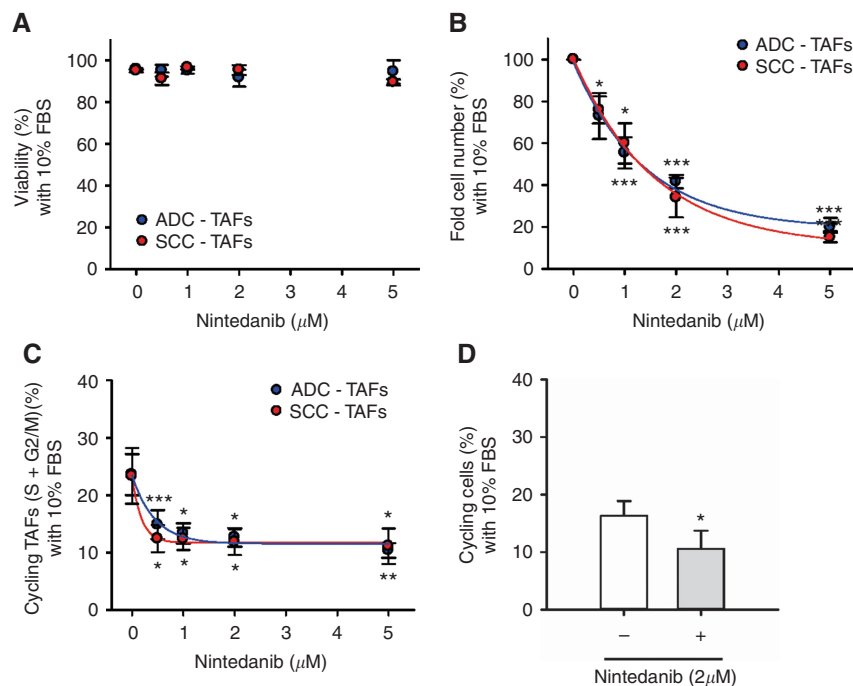 A
100
80
60
40
20
0
Viability (%)
with 10% FBS
ADC - TAFs
SCC - TAFs
0 1 2 3 4 5
Nintedanib (μM)
B
100
80
60
40
20
0
Fold cell number (%)
with 10% FBS
ADC - TAFs
SCC - TAFs
*
*
***
***
***
***
0 1 2 3 4 5
Nintedanib (μM)
C
40
30
20
10
0
Cycling TAFs (S + G2/M)(%)
with 10% FBS
ADC - TAFs
SCC - TAFs
*** * * *
* * * **
0 1 2 3 4 5
Nintedanib (μM)
D
40
30
20
10
0
Cycling cells (%)
with 10% FBS
*
– +
Nintedanib (2μM)